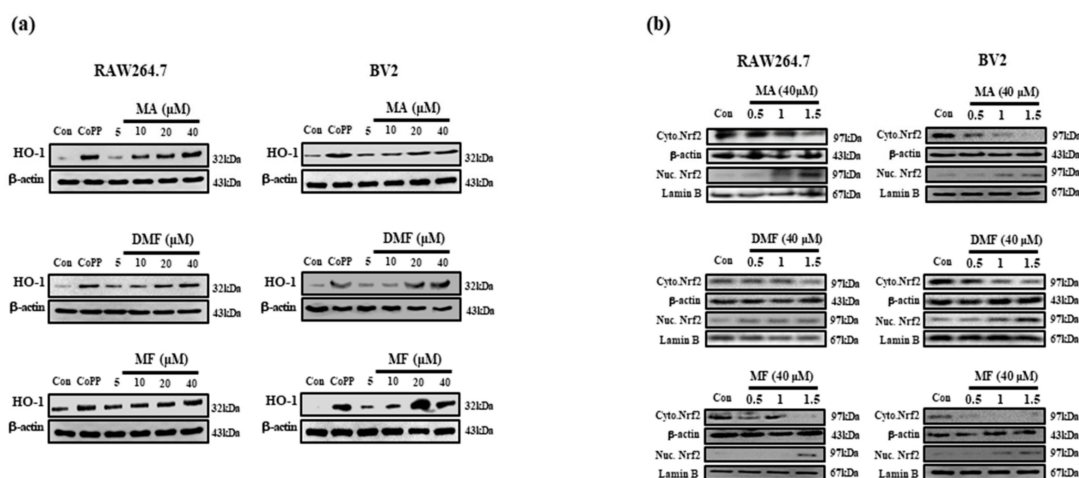 (a)
RAW264.7
MA (μM)
Con CoPP 5 10 20 40
HO-1 32kDa
β-actin 43kDa
DMF (μM)
Con CoPP 5 10 20 40
HO-1 32kDa
β-actin 43kDa
MF (μM)
Con CoPP 5 10 20 40
HO-1 32kDa
β-actin 43kDa
BV2
MA (μM)
Con CoPP 5 10 20 40
HO-1 32kDa
β-actin 43kDa
DMF (μM)
Con CoPP 5 10 20 40
HO-1 32kDa
β-actin 43kDa
MF (μM)
Con CoPP 5 10 20 40
HO-1 32kDa
β-actin 43kDa
(b)
RAW264.7
MA (40μM)
Con 0.5 1 1.5
Cyto.Nrf2 97kDa
β-actin 43kDa
Nuc. Nrf2 97kDa
Lamin B 67kDa
DMF (40 μM)
Con 0.5 1 1.5
Cyto.Nrf2 97kDa
β-actin 43kDa
Nuc. Nrf2 97kDa
Lamin B 67kDa
MF (40 μM)
Con 0.5 1 1.5
Cyto.Nrf2 97kDa
β-actin 43kDa
Nuc. Nrf2 97kDa
Lamin B 67kDa
BV2
MA (40 μM)
Con 0.5 1 1.5
Cyto.Nrf2 97kDa
β-actin 43kDa
Nuc. Nrf2 97kDa
Lamin B 67kDa
DMF (40 μM)
Con 0.5 1 1.5
Cyto.Nrf2 97kDa
β-actin 43kDa
Nuc. Nrf2 97kDa
Lamin B 67kDa
MF (40 μM)
Con 0.5 1 1.5
Cyto.Nrf2 97kDa
β-actin 43kDa
Nuc. Nrf2 97kDa
Lamin B 67kDa